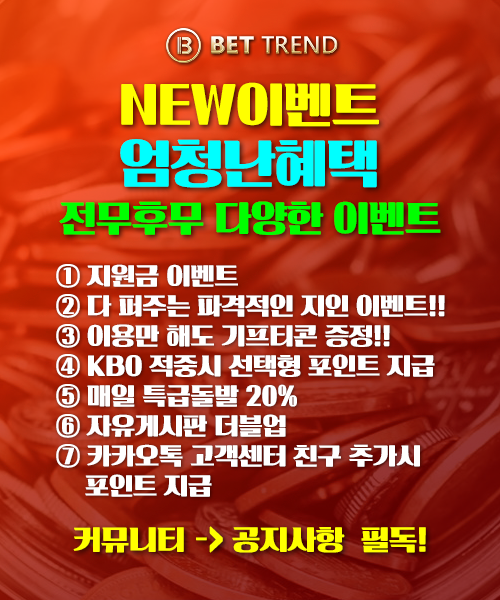 B BET TREND
NEW이벤트
엄청난혜택
전무후무 다양한 이벤트
① 지원금 이벤트
② 다 퍼주는 파격적인 지인 이벤트!!
③ 이용만 해도 기프티콘 증정!!
④ KBO 적중시 선택형 포인트 지급
⑤ 매일 특급돌발 20%
⑥ 자유게시판 더블업
⑦ 카카오톡 고객센터 친구 추가시
포인트 지급
커뮤니티 -> 공지사항 필독!